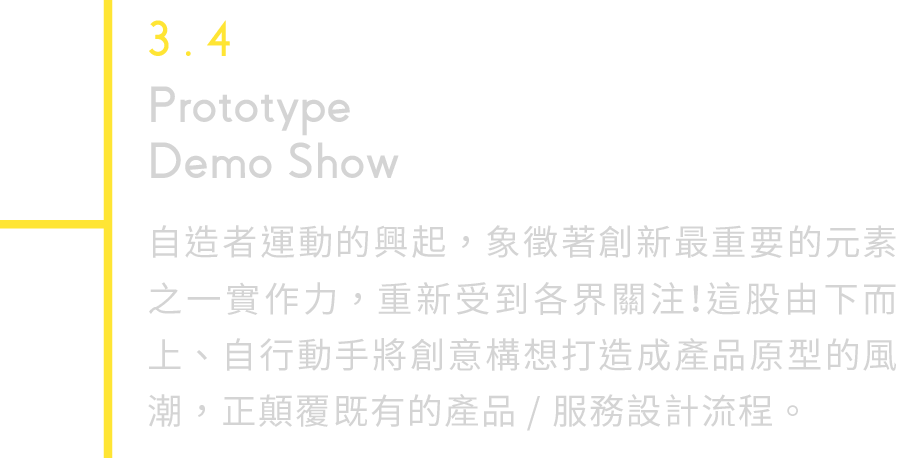 3.4
Prototype
Demo Show
自造者運動的興起，象徵著創新最重要的元素
之一實作力，重新受到各界關注!這股由下而
上、自行動手將創意構想打造成產品原型的風
潮，正顛覆既有的產品 / 服務設計流程。